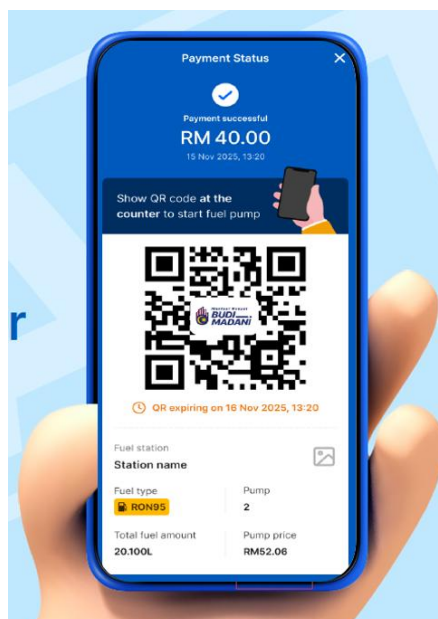 Payment Status
Payment successful
RM 40.00
15 Nov 2025, 13:20
Show QR code at the
counter to start fuel pump
BUDI
MADANI
QR expiring on 16 Nov 2025, 13:20
r
Fuel station
Station name
Fuel type
Pump
RON95
2
Total fuel amount
Pump price
20.100L
RM52.06